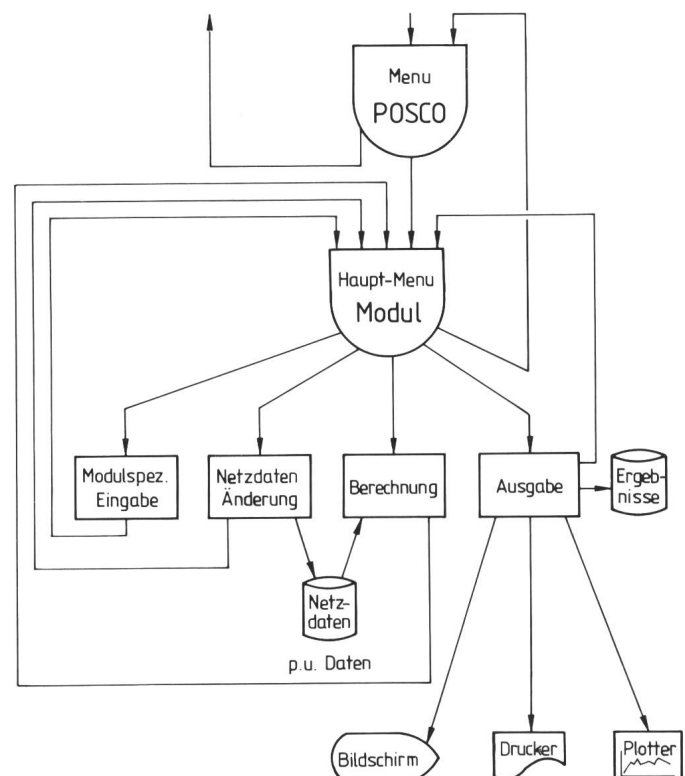 Menu
POSCO
Haupt-Menu
Modul
Modulspez.
Eingabe
Netzdaten
Änderung
Berechnung
Ausgabe
Ergeb-
nisse
Netz-
daten
p.u. Daten
Bildschirm
Drucker
Plotter